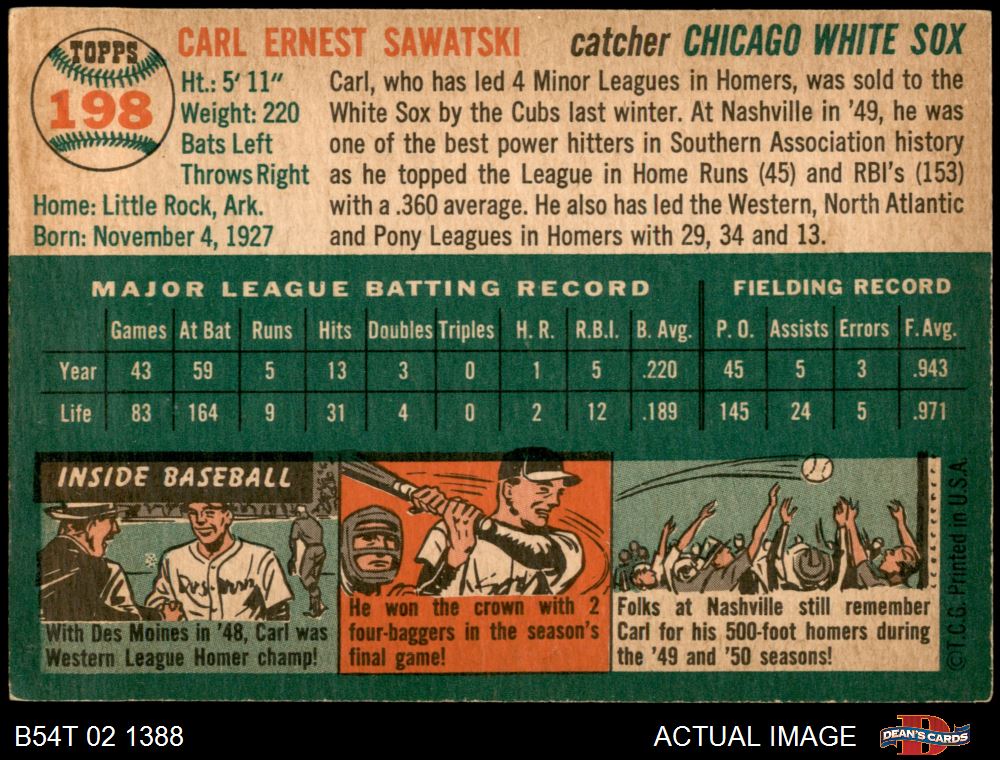 TOPPS
198
CARL ERNEST SAWATSKI catcher CHICAGO WHITE SOX
Ht.: 5' 11"
Weight: 220
Bats Left
Throws Right
Home: Little Rock, Ark.
Born: November 4, 1927
Carl, who has led 4 Minor Leagues in Homers, was sold to the
White Sox by the Cubs last winter. At Nashville in '49, he was
one of the best power hitters in Southern Association history
as he topped the League in Home Runs (45) and RBI's (153)
with a .360 average. He also has led the Western, North Atlantic
and Pony Leagues in Homers with 29, 34 and 13.
MAJOR LEAGUE BATTING RECORD FIELDING RECORD
Games At Bat Runs Hits Doubles Triples H. R. R.B.I. B. Avg. P. O. Assists Errors F. Avg.
Year 43 59 5 13 3 0 1 5 .220 45 5 3 .943
Life 83 164 9 31 4 0 2 12 .189 145 24 5 .971
INSIDE BASEBALL
With Des Moines in '48, Carl was
Western League Homer champ!
He won the crown with 2
four-baggers in the season's
final game!
Folks at Nashville still remember
Carl for his 500-foot homers during
the '49 and '50 seasons!
©T.C.G. Printed in U.S.A.
B54T 02 1388
ACTUAL IMAGE
DEAN'S CARDS